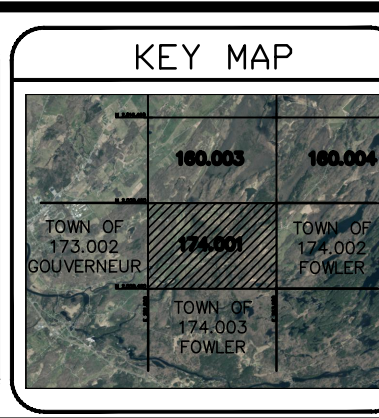 KEY MAP
160.003
160.004
TOWN OF
173.002
GOUVERNEUR
174.001
TOWN OF
174.002
FOWLER
TOWN OF
174.003
FOWLER